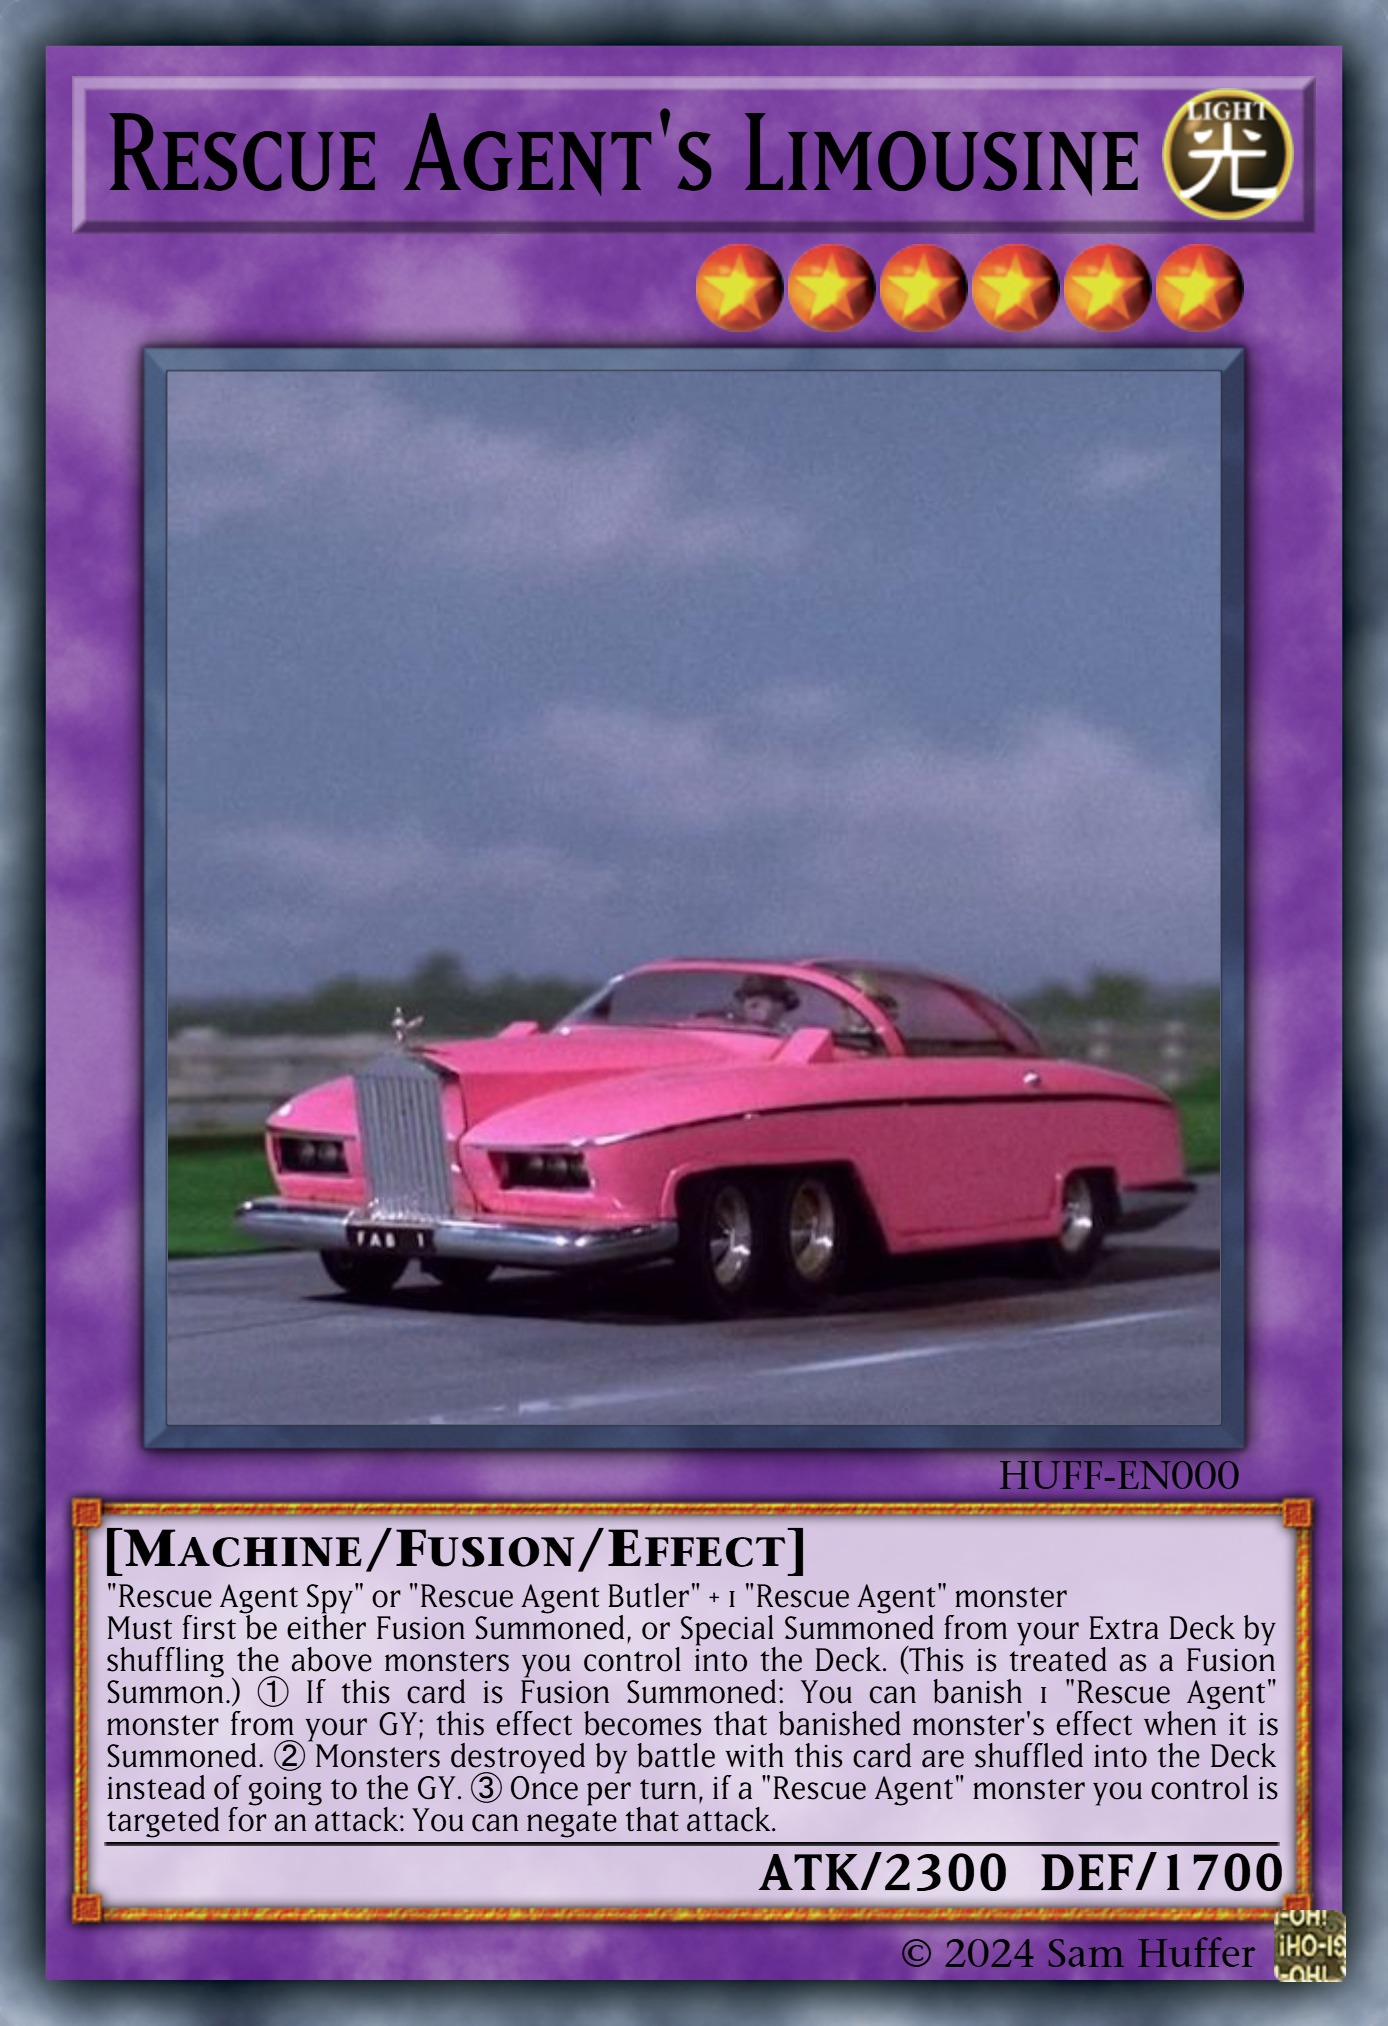 Rescue Agent's Limousine
LIGHT
光
FAB 1
HUFF-EN000
[Machine/Fusion/Effect]
"Rescue Agent Spy" or "Rescue Agent Butler" + 1 "Rescue Agent" monster
Must first be either Fusion Summoned, or Special Summoned from your Extra Deck by
shuffling the above monsters you control into the Deck. (This is treated as a Fusion
Summon.) ① If this card is Fusion Summoned: You can banish 1 "Rescue Agent"
monster from your GY; this effect becomes that banished monster's effect when it is
Summoned. ② Monsters destroyed by battle with this card are shuffled into the Deck
instead of going to the GY. ③ Once per turn, if a "Rescue Agent" monster you control is
targeted for an attack: You can negate that attack.
ATK/2300 DEF/1700
© 2024 Sam Huffer
-OH!
iHO-IS
-OH!